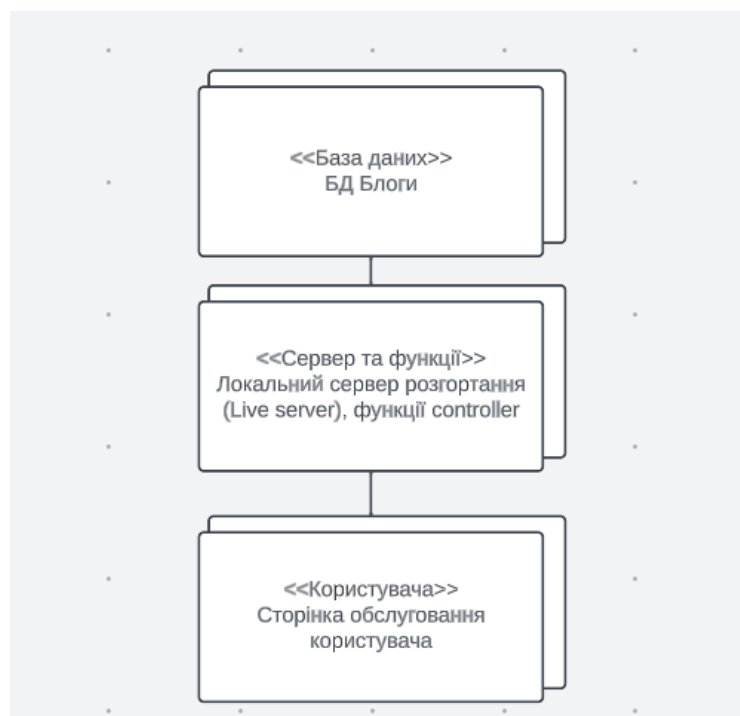 <<База даних>>
БД Блоги
<<Сервер та функції>>
Локальний сервер розгортання
(Live server), функції controller
<<Користувача>>
Сторінка обслуговання
користувача